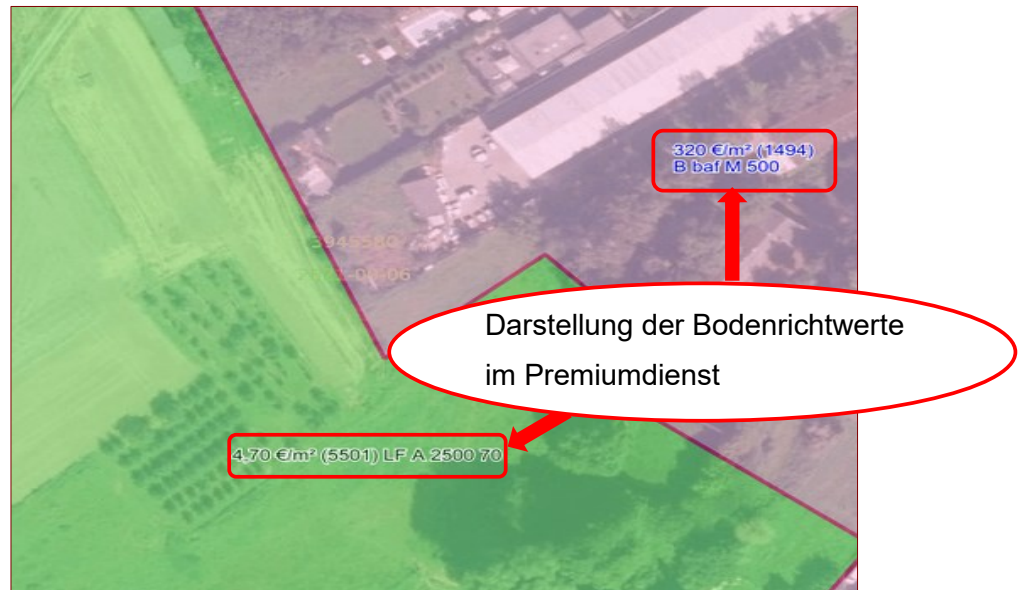 320 €/m² (1494)
B baf M 500
Darstellung der Bodenrichtwerte
im Premiumdienst
4,70 €/m² (5501) LF A 2500 70